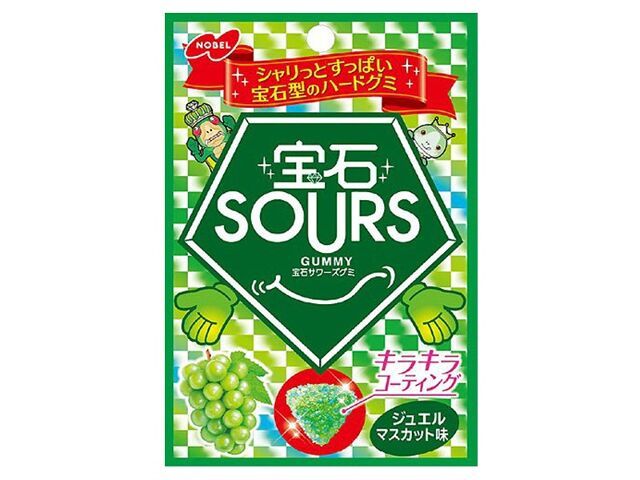 NOBEL
シャリっとすっぱい
宝石型のハードグミ
宝石
SOURS
GUMMY
宝石サワーズグミ
キラキラ
コーティング
ジュエル
マスカット味